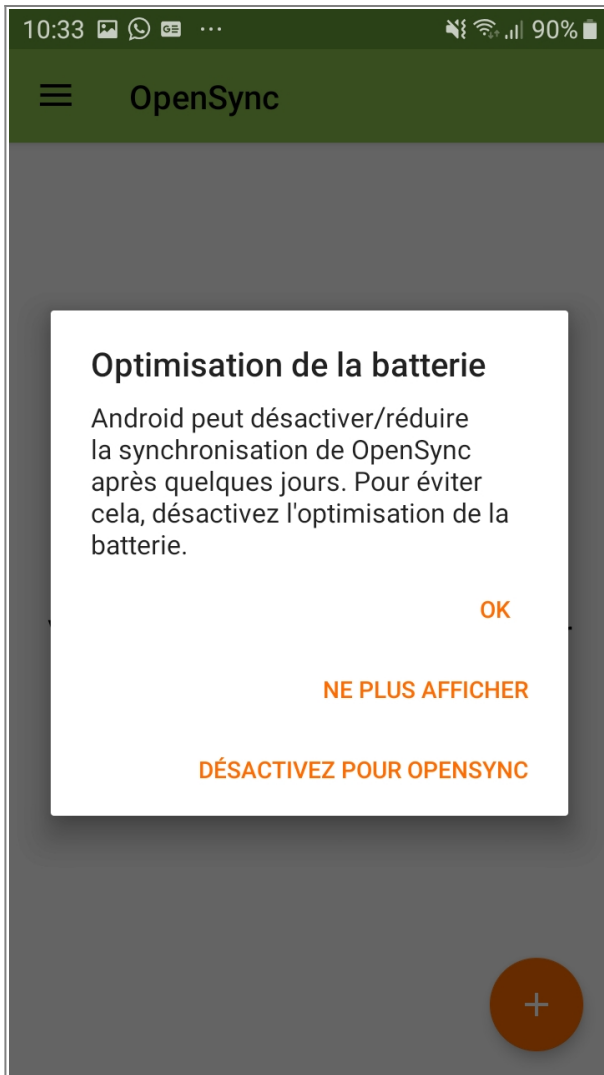 10:33 90%
OpenSync
Optimisation de la batterie
Android peut désactiver/réduire
la synchronisation de OpenSync
après quelques jours. Pour éviter
cela, désactivez l'optimisation de la
batterie.
OK
NE PLUS AFFICHER
DÉSACTIVEZ POUR OPENSYNC
+